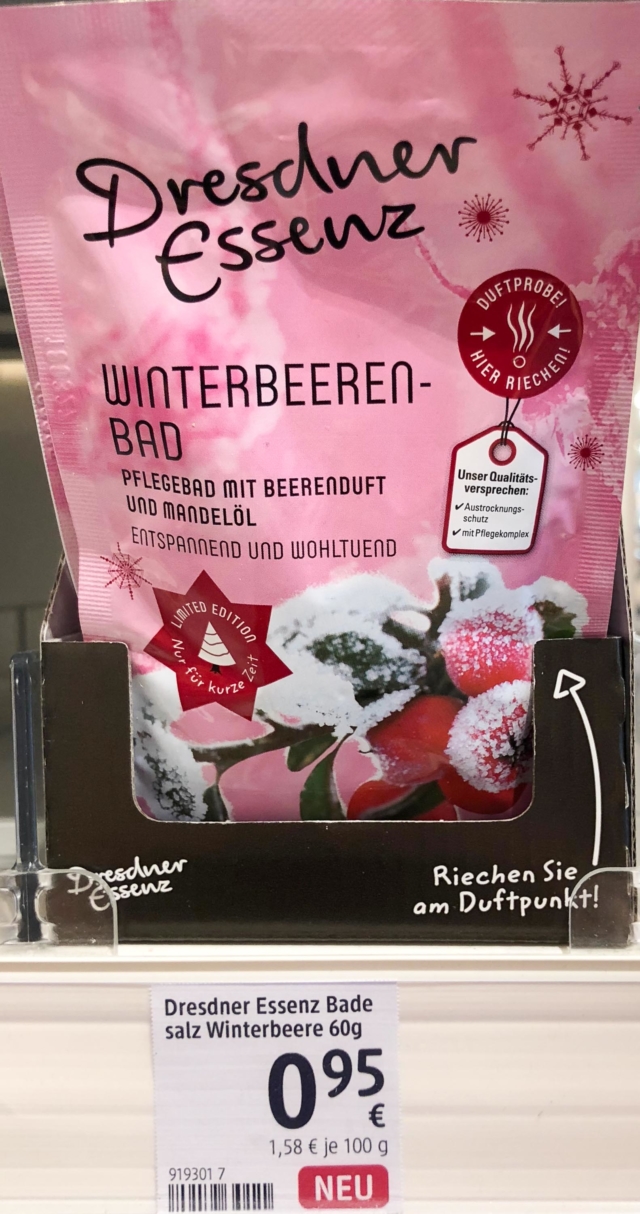 Dresdner
Essenz
DUFTPROBE!
HIER RIECHEN!
WINTERBEEREN-
BAD
PFLEGEBAD MIT BEERENDUFT
UND MANDELÖL
ENTSPANNEND UND WOHLTUEND
Unser Qualitäts-
versprechen:
✓ Austrocknungs-
schutz
✓ mit Pflegekomplex
LIMITED EDITION
Nur für kurze Zeit
Dresdner
Essenz
Riechen Sie
am Duftpunkt!
Dresdner Essenz Bade
salz Winterbeere 60g
095
€
1,58 € je 100 g
919301 7
NEU